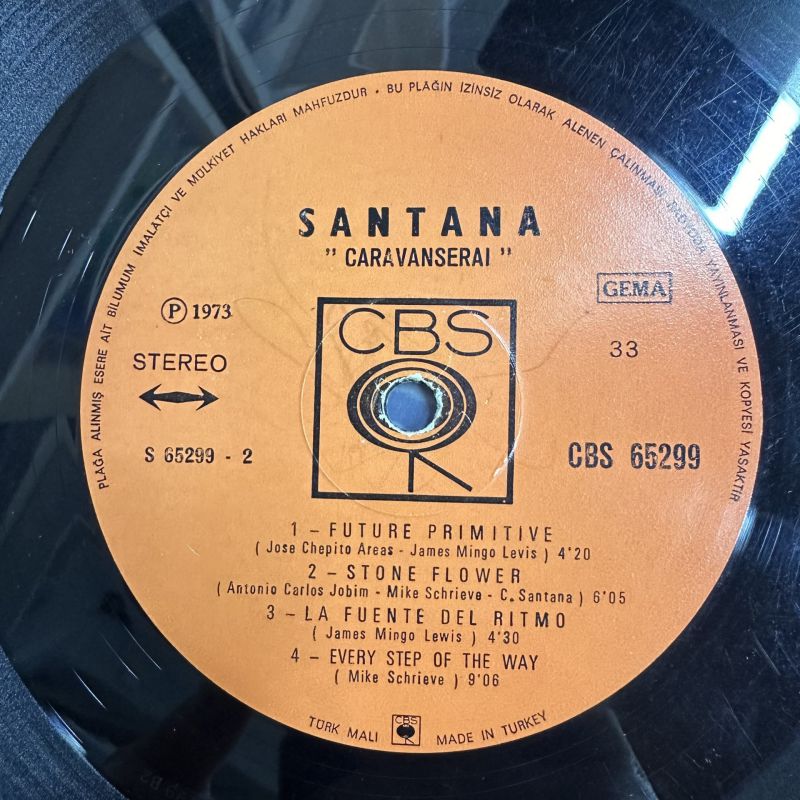 PLAĞA ALINMIŞ ESERE AİT BİLUMUM İMALATÇI VE MÜLKİYET HAKLARI MAHFUZDUR • BU PLAĞIN İZİNSİZ OLARAK ALENEN ÇALINMASI RADYODA YAYINLANMASI VE KOPYESİ YASAKTIR
SANTANA
" CARAVANSERAI "
GEMA
℗ 1973
CBS
33
STEREO
S 65299 - 2
CBS 65299
1 – FUTURE PRIMITIVE
( Jose Chepito Areas - James Mingo Levis ) 4'20
2 – STONE FLOWER
( Antonio Carlos Jobim - Mike Schrieve - C. Santana ) 6'05
3 – LA FUENTE DEL RITMO
( James Mingo Lewis ) 4'30
4 – EVERY STEP OF THE WAY
( Mike Schrieve ) 9'06
TÜRK MALI CBS MADE IN TURKEY